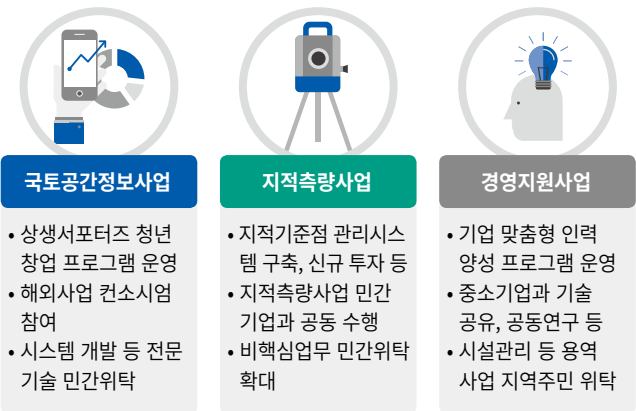 국토공간정보사업
• 상생서포터즈 청년
창업 프로그램 운영
• 해외사업 컨소시엄
참여
• 시스템 개발 등 전문
기술 민간위탁
지적측량사업
• 지적기준점 관리시스
템 구축, 신규 투자 등
• 지적측량사업 민간
기업과 공동 수행
• 비핵심업무 민간위탁
확대
경영지원사업
• 기업 맞춤형 인력
양성 프로그램 운영
• 중소기업과 기술
공유, 공동연구 등
• 시설관리 등 용역
사업 지역주민 위탁